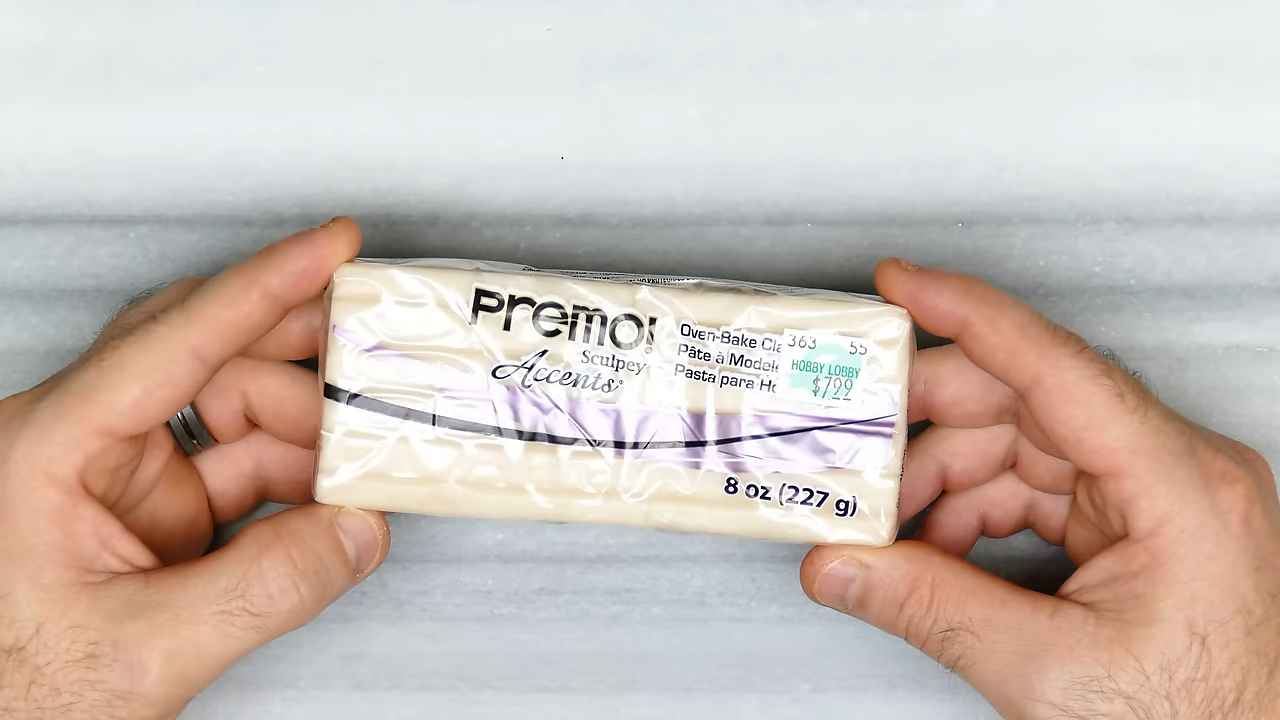 Premo!
Sculpey
Accents
Oven-Bake Cla
Pâte à Modele
Pasta para Ho
363 55
HOBBY LOBBY
$7.99
8 oz (227 g)